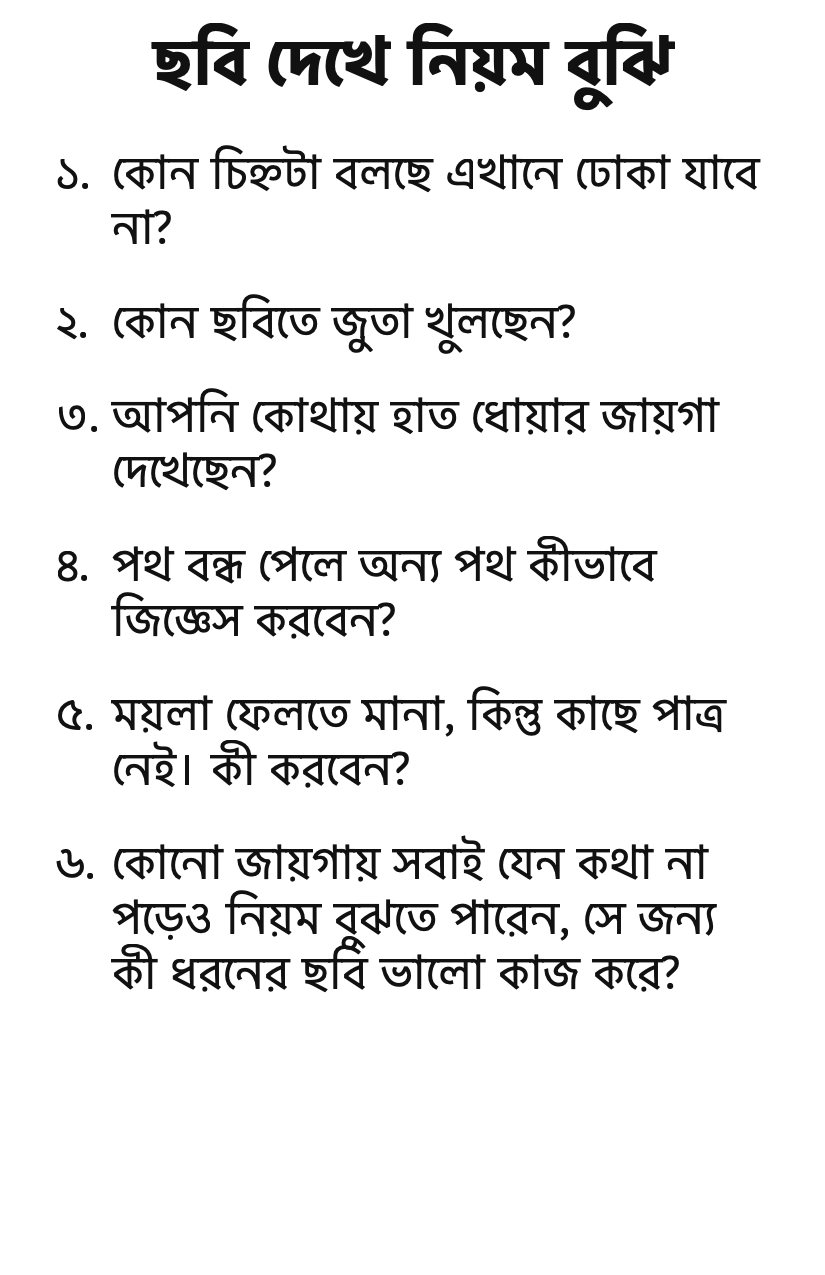 ছবি দেখে নিয়ম বুঝি
১. কোন চিহ্নটা বলছে এখানে ঢোকা যাবে
না?
২. কোন ছবিতে জুতা খুলছেন?
৩. আপনি কোথায় হাত ধোয়ার জায়গা
দেখেছেন?
৪. পথ বন্ধ পেলে অন্য পথ কীভাবে
জিজ্ঞেস করবেন?
৫. ময়লা ফেলতে মানা, কিন্তু কাছে পাত্র
নেই। কী করবেন?
৬. কোনো জায়গায় সবাই যেন কথা না
পড়েও নিয়ম বুঝতে পারেন, সে জন্য
কী ধরনের ছবি ভালো কাজ করে?